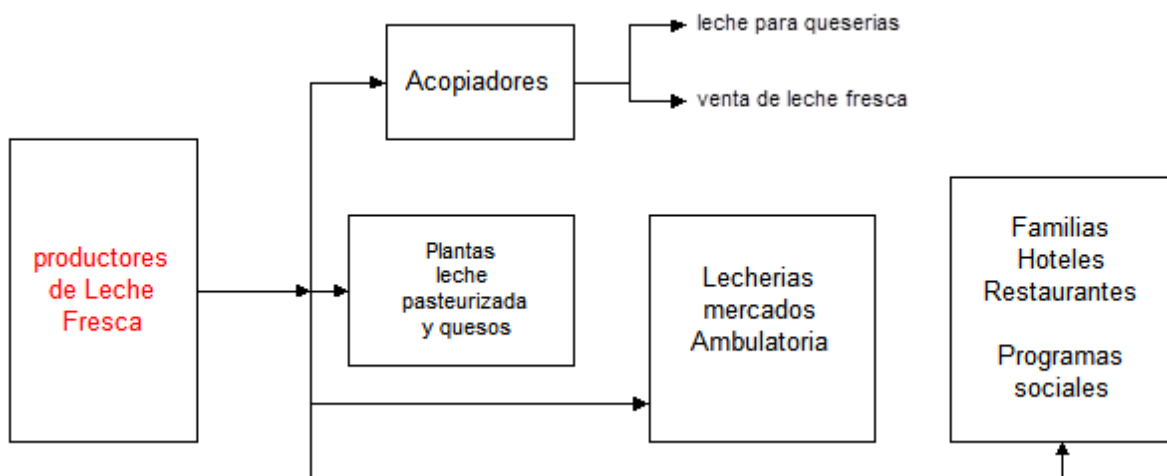 leche para queserias
Acopiadores
venta de leche fresca
productores
de Leche
Fresca
Plantas
leche
pasteurizada
y quesos
Lecherias
mercados
Ambulatoria
Familias
Hoteles
Restaurantes
Programas
sociales